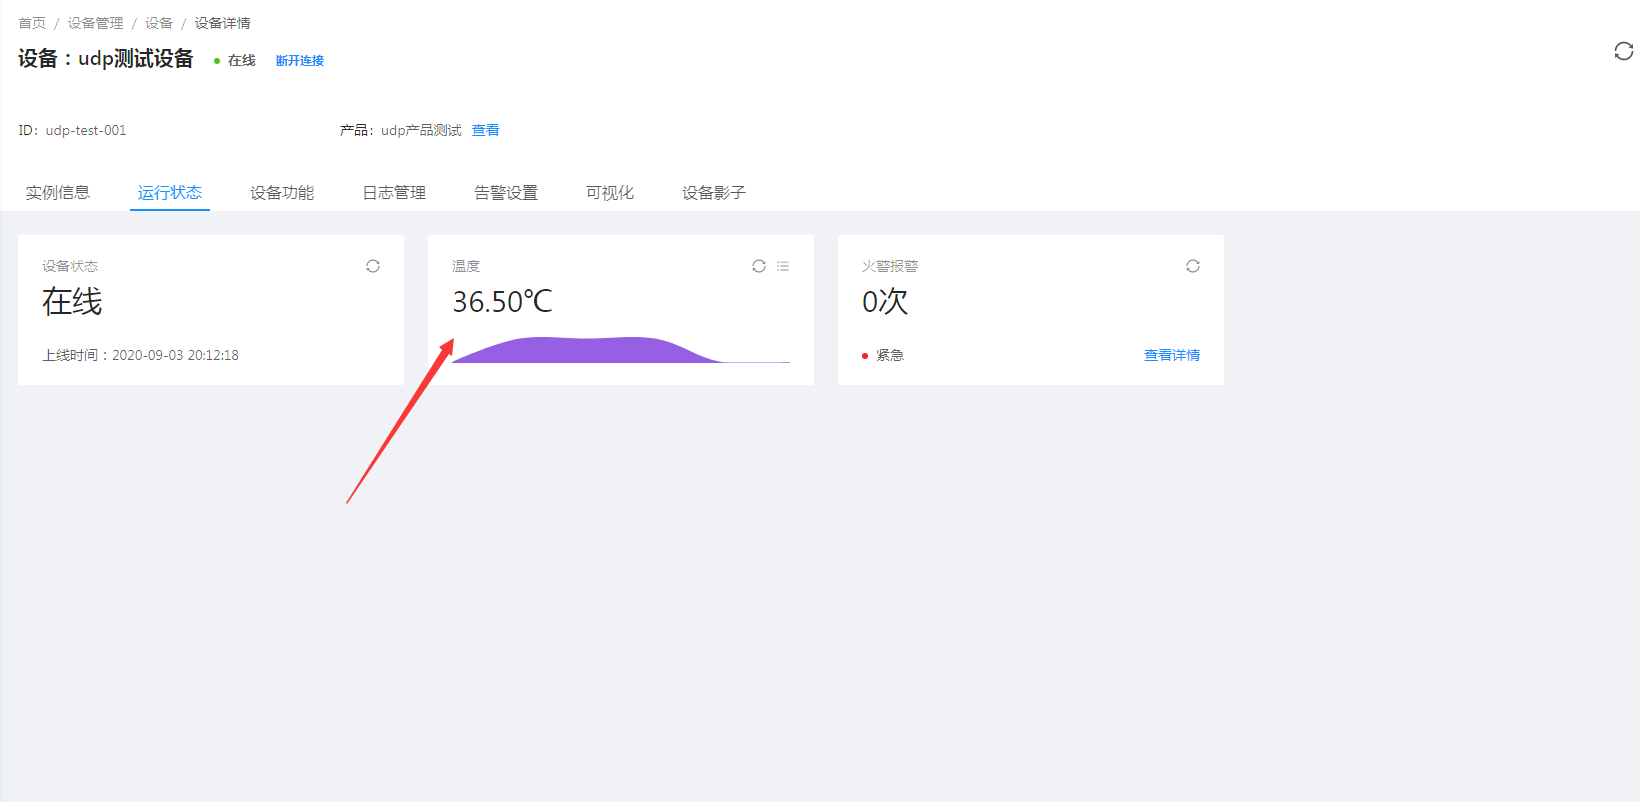 首页 / 设备管理 / 设备 / 设备详情
设备：udp测试设备 在线 断开连接
ID： udp-test-001 产品： udp产品测试 查看
实例信息 运行状态 设备功能 日志管理 告警设置 可视化 设备影子
设备状态
在线
上线时间：2020-09-03 20:12:18
温度
36.50℃
火警报警
0次
紧急 查看详情